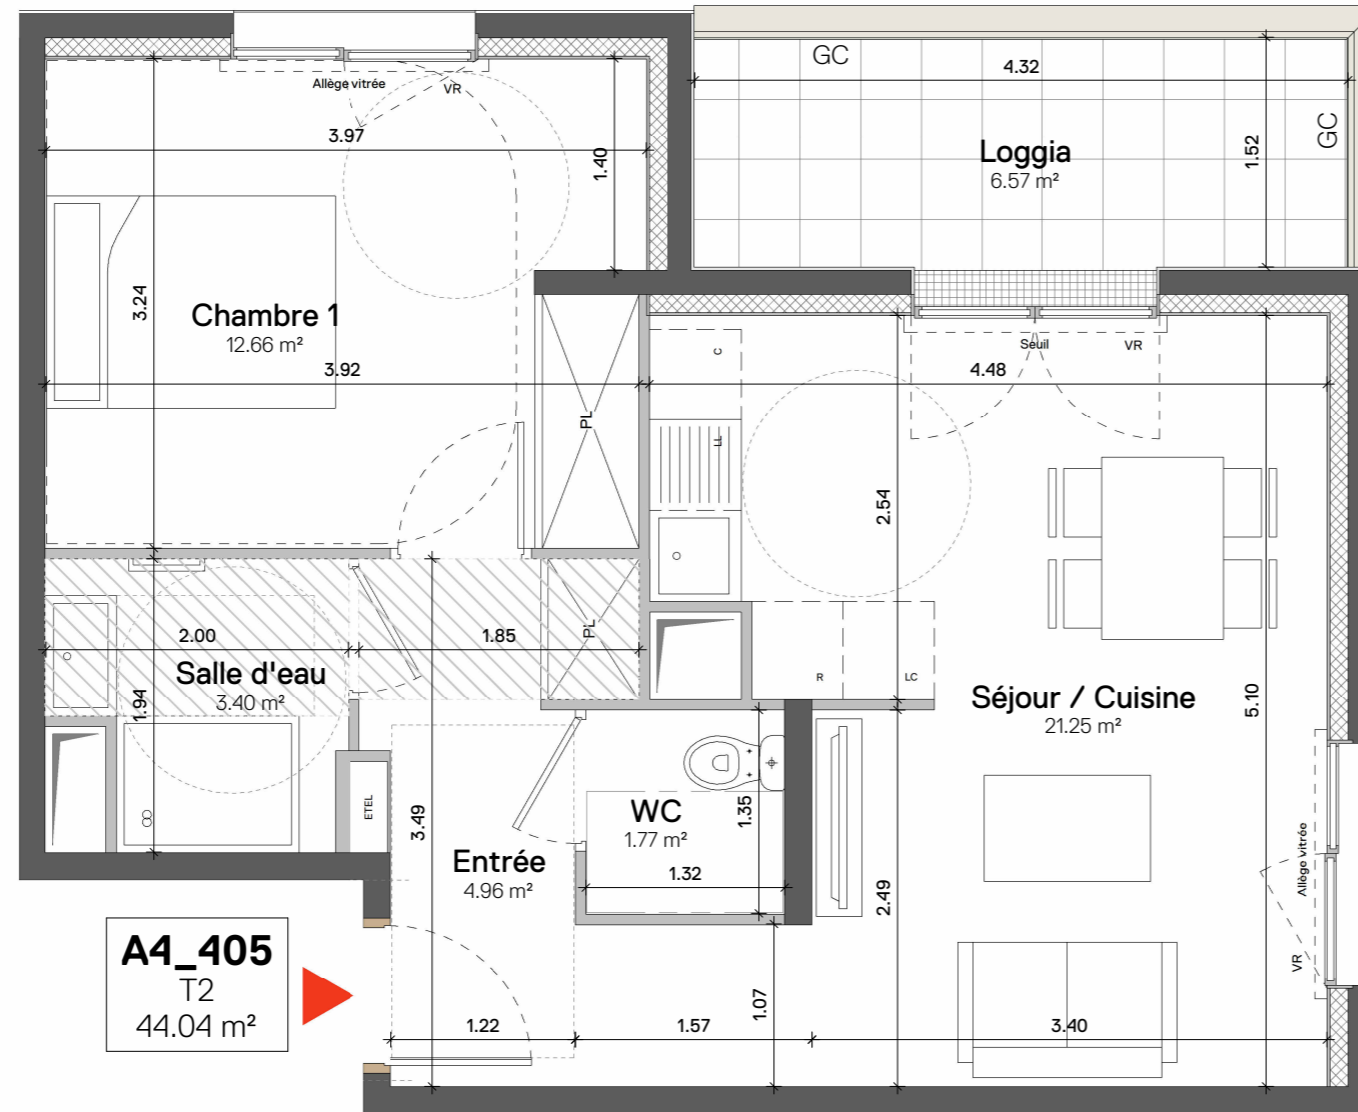 GC
4.32
Allège vitrée
VR
3.97
1.40
Loggia
6.57 m²
1.52
GC
3.24
Chambre 1
12.66 m²
3.92
PL
C
Seuil
VR
4.48
LL
2.54
2.00
1.85
PL
Salle d'eau
3.40 m²
1.94
R
LC
Séjour / Cuisine
21.25 m²
5.10
ETEL
3.49
WC
1.77 m²
1.35
1.32
Entrée
4.96 m²
2.49
Allège vitrée
VR
A4_405
T2
44.04 m²
1.22
1.57
1.07
3.40